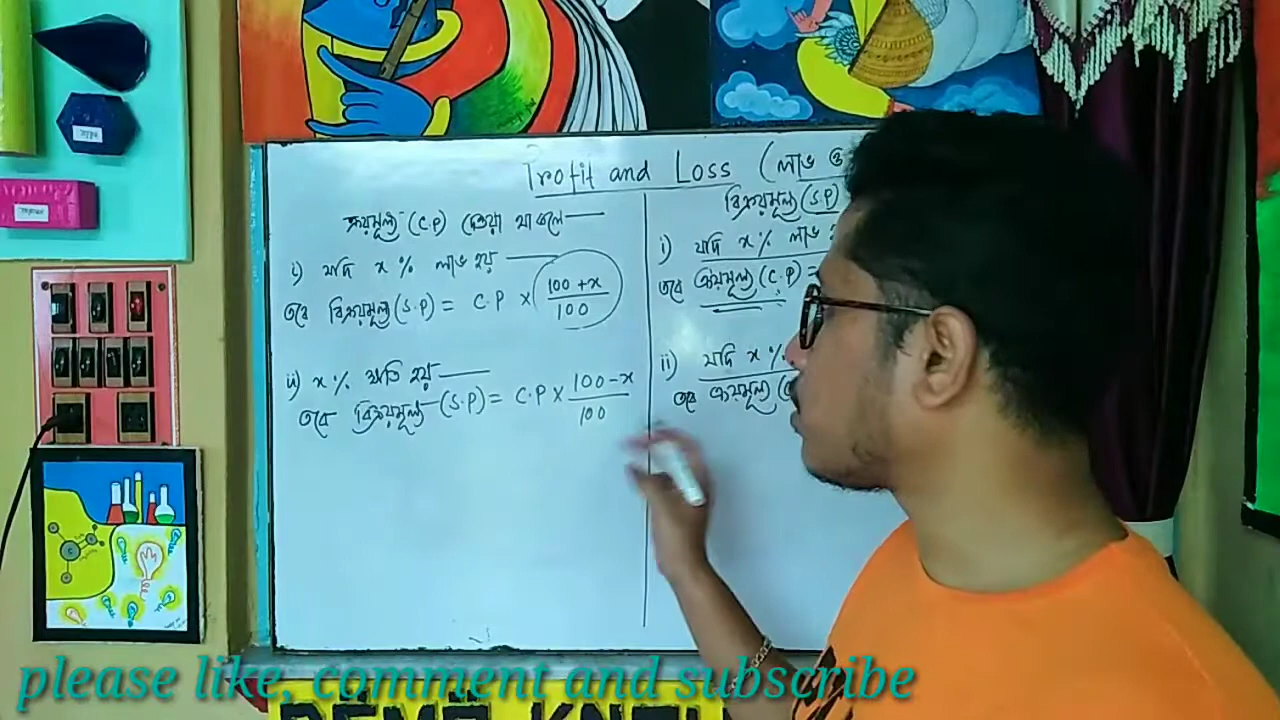 Profit and Loss (লাভ ও
ক্রয়মূল্য (C.P) দেওয়া থাকলে —
i) যদি x % লাভ হয় —
তবে বিক্রয়মূল্য (S.P) = C.P × (100 + x) / 100
ii) x % ক্ষতি হয় —
তবে বিক্রয়মূল্য (S.P) = C.P × (100 - x) / 100
বিক্রয়মূল্য (S.P)
i) যদি x % লাভ হ
তবে ক্রয়মূল্য (C.P) =
ii) যদি x %
তবে ক্রয়মূল্য (
please like, comment and subscribe